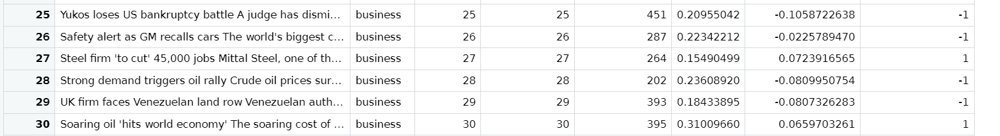 25 Yukos loses US bankruptcy battle A judge has dismi... business 25 25 451 0.20955042 -0.1058722638 -1
26 Safety alert as GM recalls cars The world's biggest c... business 26 26 287 0.22342212 -0.0225789470 -1
27 Steel firm 'to cut' 45,000 jobs Mittal Steel, one of th... business 27 27 264 0.15490499 0.0723916565 1
28 Strong demand triggers oil rally Crude oil prices sur... business 28 28 202 0.23608920 -0.0809950754 -1
29 UK firm faces Venezuelan land row Venezuelan auth... business 29 29 393 0.18433895 -0.0807326283 -1
30 Soaring oil 'hits world economy' The soaring cost of ... business 30 30 395 0.31009660 0.0659703261 1